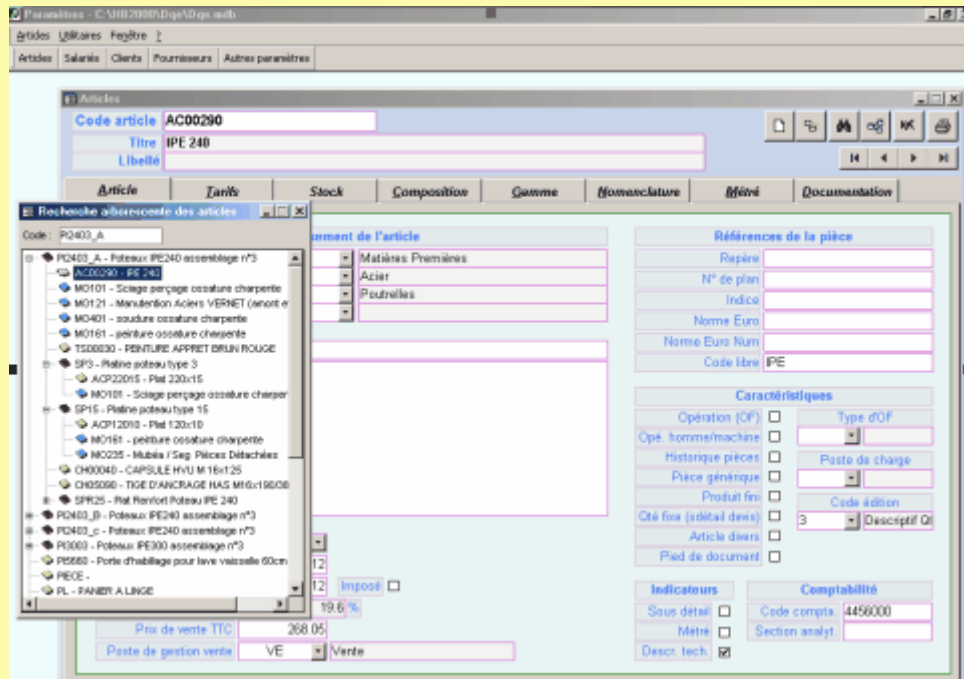 Paramètres - C:\HB2000\Dqe\Dqe.mdb
Articles Utilitaires Fenêtre ?
Articles Salariés Clients Fournisseurs Autres paramètres
Articles
Code article AC00290
Titre IPE 240
Libellé
Article Tarifs Stock Composition Gamme Nomenclature Métré Documentation
Recherche arborescente des articles
Code : PI2403_A
PI2403_A - Poteaux IPE240 assemblage n°3
AC00290 - IPE 240
MO101 - Sciage perçage ossature charpente
MO121 - Manutention Aciers VERNET (amont e
MO401 - soudure ossature charpente
MO161 - peinture ossature charpente
TS00030 - PEINTURE APPRET BRUN ROUGE
SP3 - Platine poteau type 3
ACP22015 - Plat 220x15
MO101 - Sciage perçage ossature charper
SP15 - Platine poteau type 15
ACP12010 - Plat 120x10
MO161 - peinture ossature charpente
MO235 - / Seg. Pièces Détachées
CH00040 - CAPSULE HVU M 16x125
CH05090 - TIGE D'ANCRAGE HAS M16x190/38
SPR25 - Plat Renfort Poteau IPE 240
PI2403_B - Poteaux IPE240 assemblage n°3
PI2403_c - Poteaux IPE240 assemblage n°3
PI3003 - Poteaux IPE300 assemblage n°3
PI5660 - Porte d'habillage pour lave vaisselle 60cm
PIECE -
PL - PANIER A LINGE
ement de l'article
Matières Premières
Acier
Poutrelles
12
12 Imposé
19.6 %
Prix de vente TTC 268.05
Poste de gestion vente VE Vente
Références de la pièce
Repère
N° de plan
Indice
Norme Euro
Norme Euro Num
Code libre IPE
Caractéristiques
Opération (OF) Type d'OF
Opé. homme/machine
Historique pièces Poste de charge
Pièce générique
Produit fini Code édition
Qté fixe (sdétail devis) 3 Descriptif Qt
Article divers
Pied de document
Indicateurs Comptabilité
Sous détail Code compta. 4456000
Métré Section analyt.
Descr. tech.